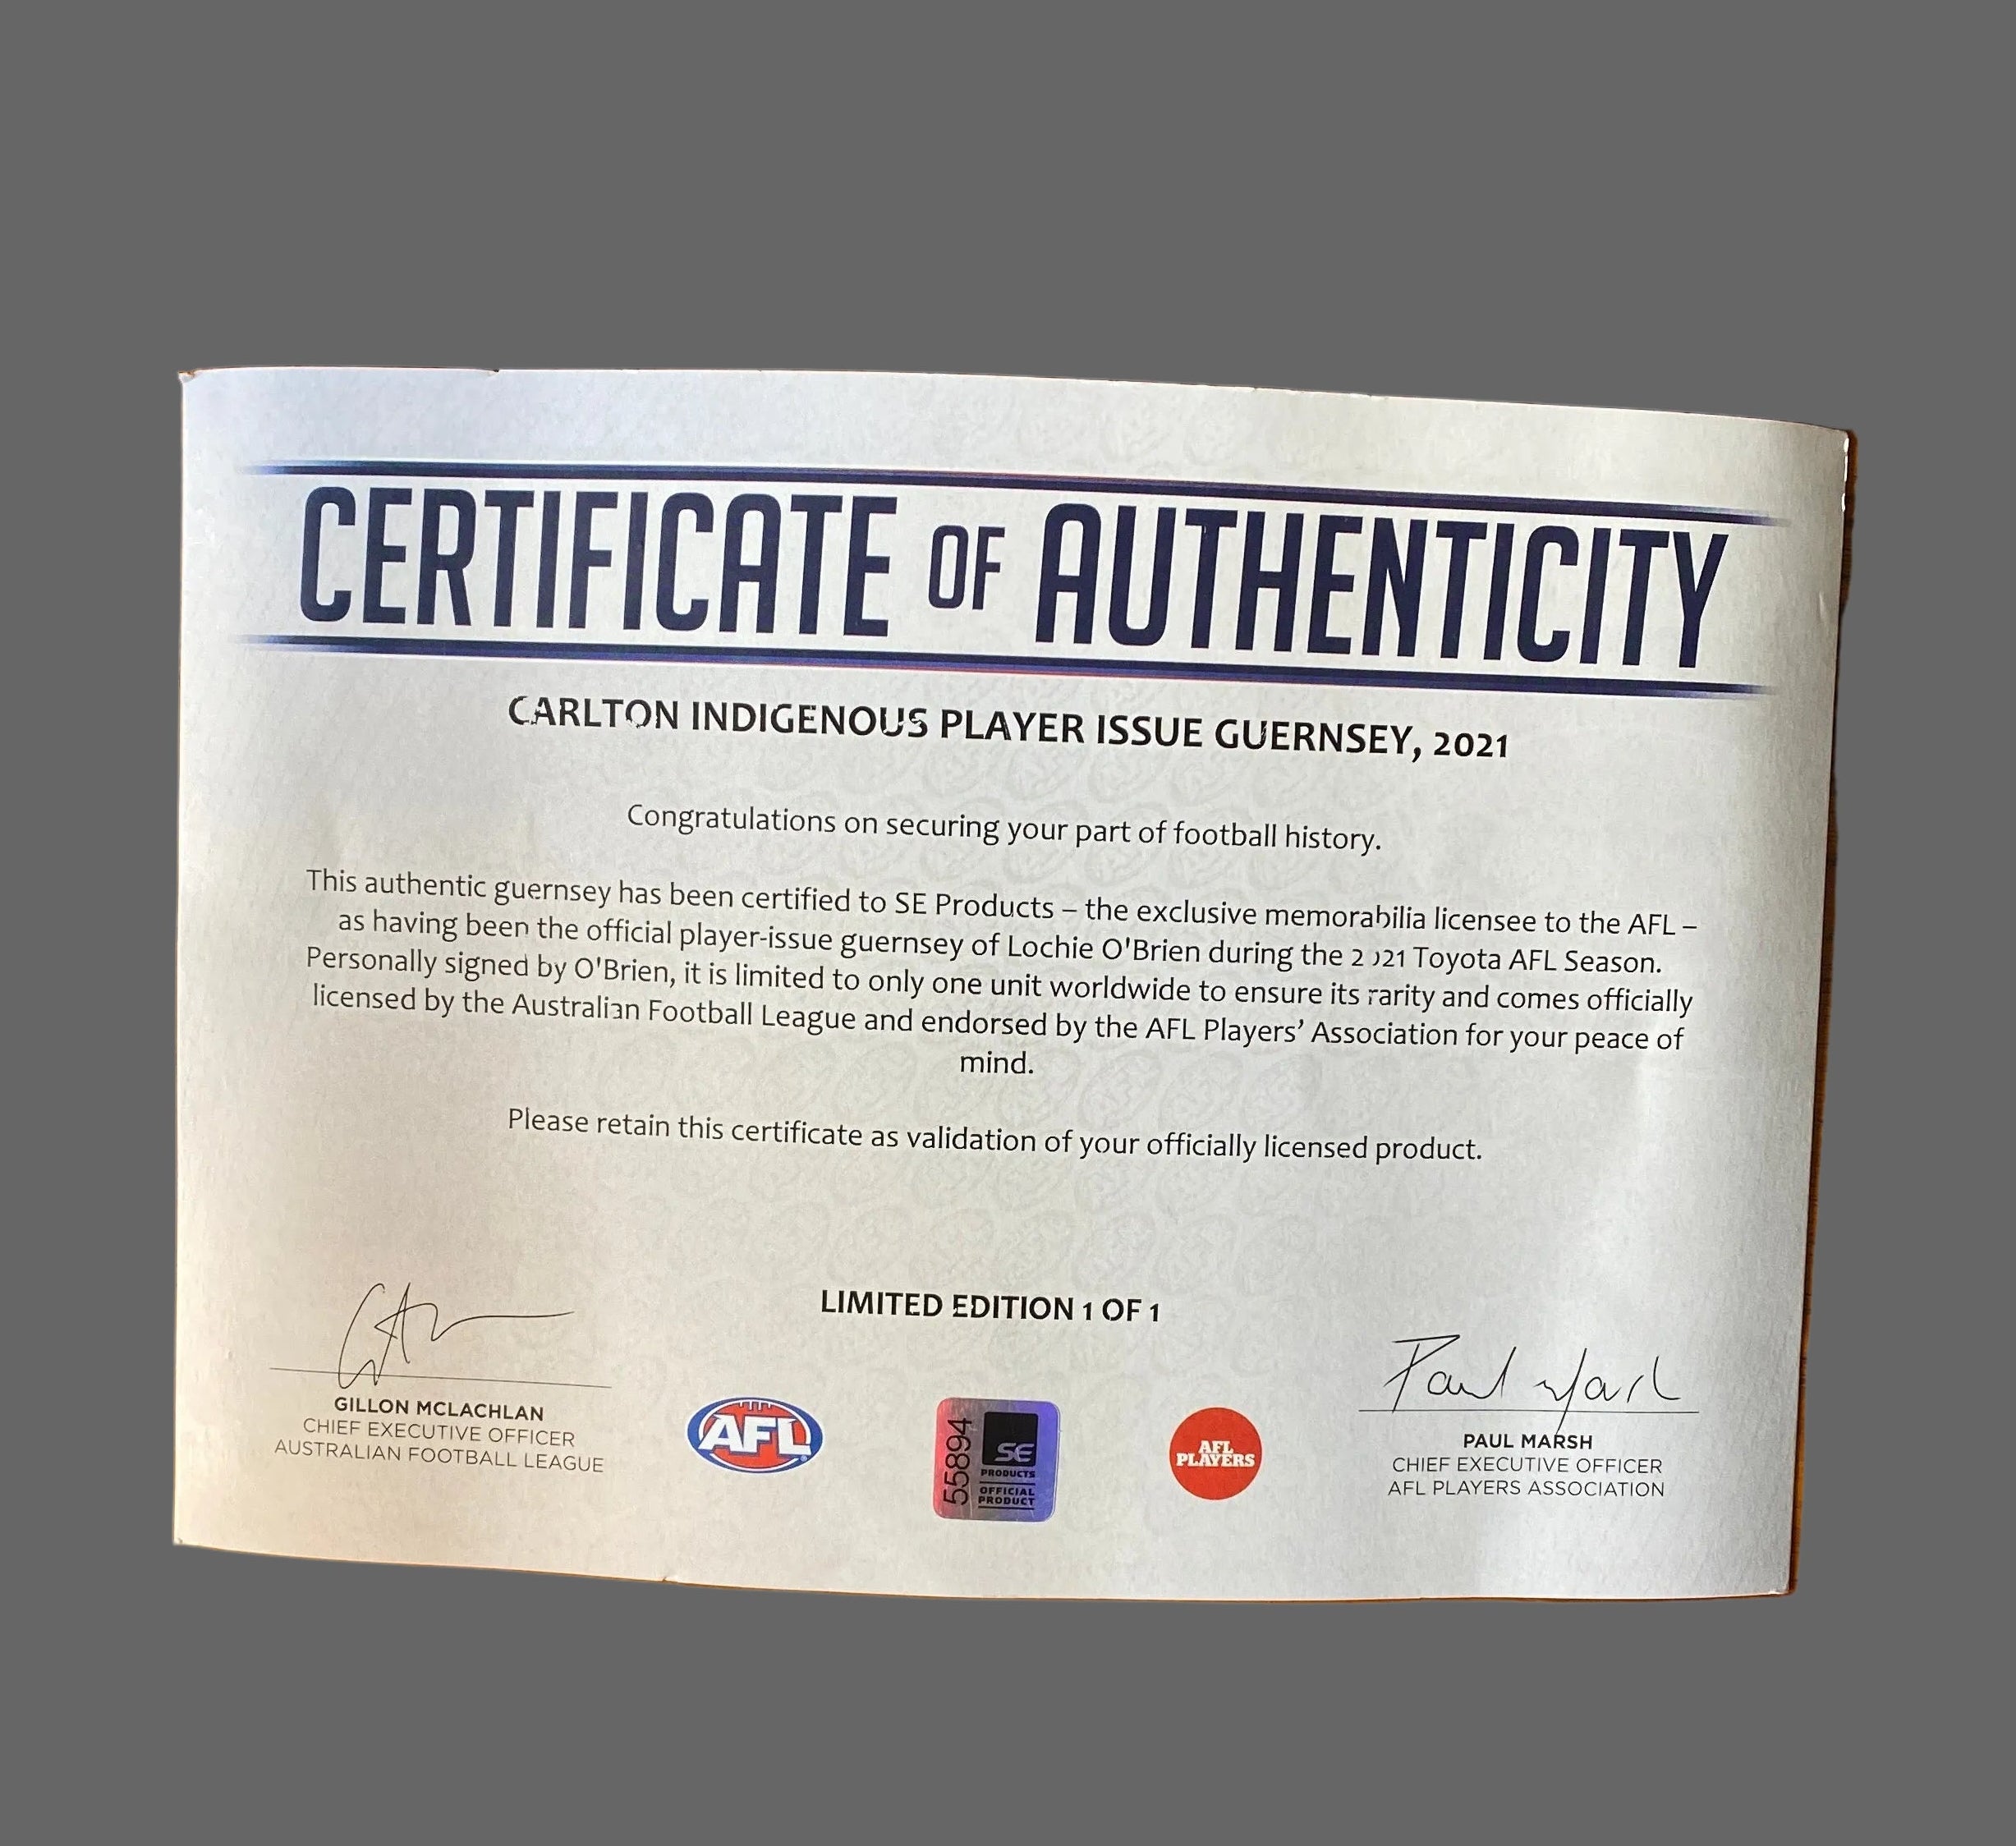 CERTIFICATE OF AUTHENTICITY
CARLTON INDIGENOUS PLAYER ISSUE GUERNSEY, 2021
Congratulations on securing your part of football history.
This authentic guernsey has been certified to SE Products – the exclusive memorabilia licensee to the AFL –
as having been the official player-issue guernsey of Lochie O'Brien during the 2021 Toyota AFL Season.
Personally signed by O'Brien, it is limited to only one unit worldwide to ensure its rarity and comes officially
licensed by the Australian Football League and endorsed by the AFL Players’ Association for your peace of
mind.
Please retain this certificate as validation of your officially licensed product.
LIMITED EDITION 1 OF 1
GILLON MCLACHLAN
CHIEF EXECUTIVE OFFICER
AUSTRALIAN FOOTBALL LEAGUE
AFL
55894
SE
PRODUCTS
OFFICIAL
PRODUCT
AFL
PLAYERS
Paul Marsh
PAUL MARSH
CHIEF EXECUTIVE OFFICER
AFL PLAYERS ASSOCIATION